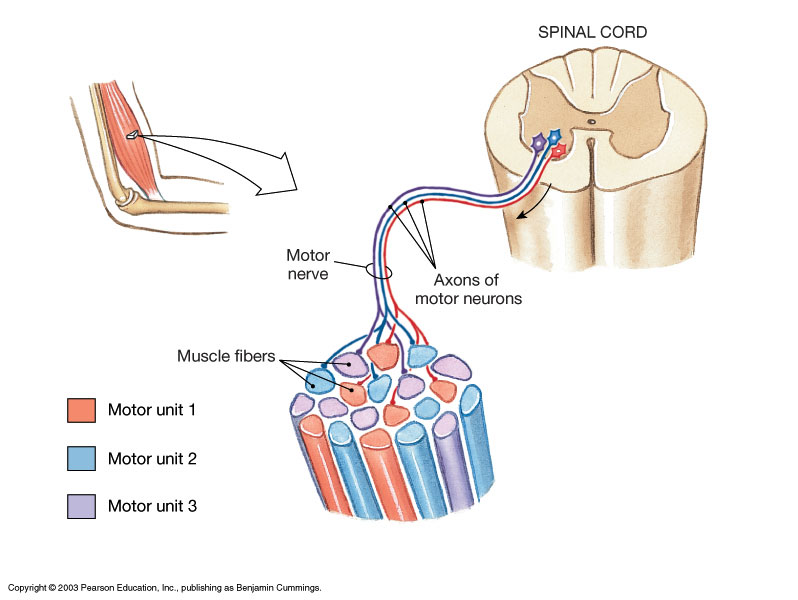 SPINAL CORD
Motor
nerve
Axons of
motor neurons
Muscle fibers
Motor unit 1
Motor unit 2
Motor unit 3
Copyright © 2003 Pearson Education, Inc., publishing as Benjamin Cummings.